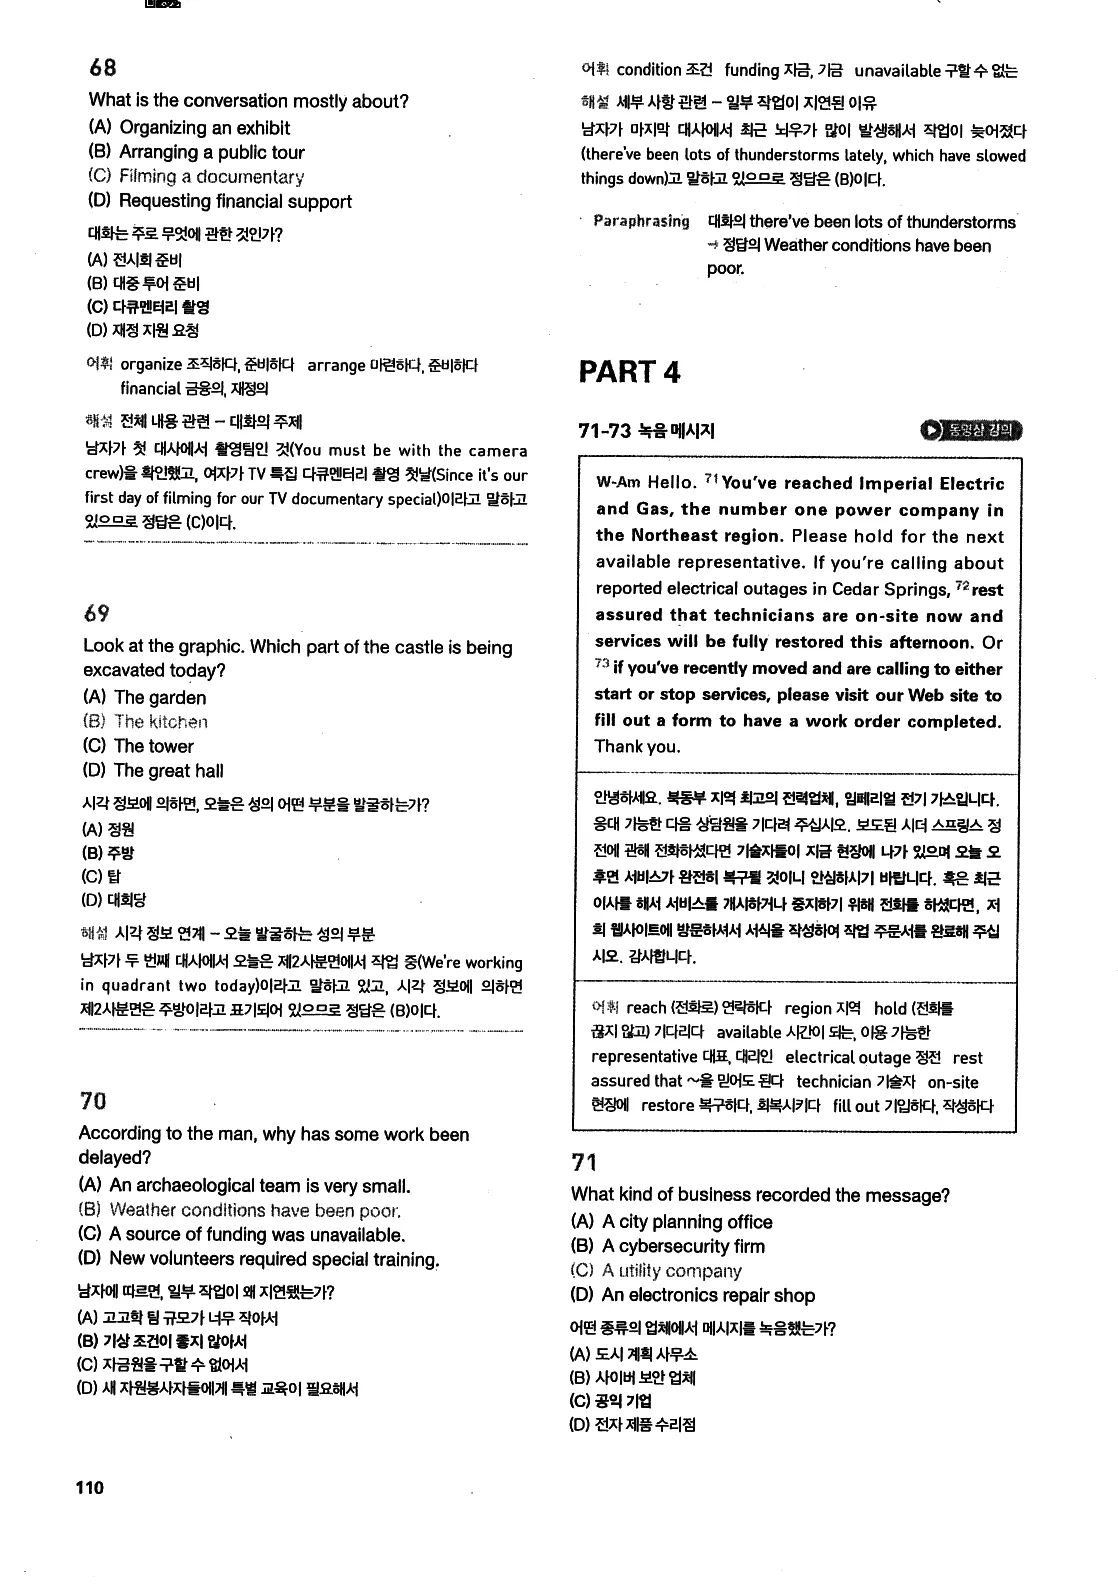 68
What is the conversation mostly about?
(A) Organizing an exhibit
(B) Arranging a public tour
(C) Filming a documentary
(D) Requesting financial support
대화는 주로 무엇에 관한 것인가?
(A) 전시회 준비
(B) 대중 투어 준비
(C) 다큐멘터리 촬영
(D) 재정 지원 요청
어휘 organize 조직하다, 준비하다 arrange 마련하다, 준비하다
financial 금융의, 재정의
해설 전체 내용 관련 – 대화의 주제
남자가 첫 대사에서 촬영팀인 것(You must be with the camera
crew)을 확인했고, 여자가 TV 특집 다큐멘터리 촬영 첫날(Since it's our
first day of filming for our TV documentary special)이라고 말하고
있으므로 정답은 (C)이다.
69
Look at the graphic. Which part of the castle is being
excavated today?
(A) The garden
(B) The kitchen
(C) The tower
(D) The great hall
시각 정보에 의하면, 오늘은 성의 어떤 부분을 발굴하는가?
(A) 정원
(B) 주방
(C) 탑
(D) 대회당
해설 시각 정보 연계 – 오늘 발굴하는 성의 부분
남자가 두 번째 대사에서 오늘은 제2사분면에서 작업 중(We're working
in quadrant two today)이라고 말하고 있고, 시각 정보에 의하면
제2사분면은 주방이라고 표기되어 있으므로 정답은 (B)이다.
70
According to the man, why has some work been
delayed?
(A) An archaeological team is very small.
(B) Weather conditions have been poor.
(C) A source of funding was unavailable.
(D) New volunteers required special training.
남자에 따르면, 일부 작업이 왜 지연됐는가?
(A) 고고학 팀 규모가 너무 작아서
(B) 기상 조건이 좋지 않아서
(C) 자금원을 구할 수 없어서
(D) 새 자원봉사자들에게 특별 교육이 필요해서
110
어휘 condition 조건 funding 자금, 기금 unavailable 구할 수 없는
해설 세부 사항 관련 – 일부 작업이 지연된 이유
남자가 마지막 대사에서 최근 뇌우가 많이 발생해서 작업이 늦어졌다
(there've been lots of thunderstorms lately, which have slowed
things down)고 말하고 있으므로 정답은 (B)이다.
Paraphrasing 대화의 there've been lots of thunderstorms
→ 정답의 Weather conditions have been
poor.
PART 4
71-73 녹음 메시지 동영상 강의
W-Am Hello. 71 You've reached Imperial Electric
and Gas, the number one power company in
the Northeast region. Please hold for the next
available representative. If you're calling about
reported electrical outages in Cedar Springs, 72 rest
assured that technicians are on-site now and
services will be fully restored this afternoon. Or
73 if you've recently moved and are calling to either
start or stop services, please visit our Web site to
fill out a form to have a work order completed.
Thank you.
안녕하세요. 북동부 지역 최고의 전력업체, 임페리얼 전기 가스입니다.
응대 가능한 다음 상담원을 기다려 주십시오. 보도된 시더 스프링스 정
전에 관해 전화하셨다면 기술자들이 지금 현장에 나가 있으며 오늘 오
후면 서비스가 완전히 복구될 것이니 안심하시기 바랍니다. 혹은 최근
이사를 해서 서비스를 개시하거나 중지하기 위해 전화를 하셨다면, 저
희 웹사이트에 방문하셔서 서식을 작성하여 작업 주문서를 완료해 주십
시오. 감사합니다.
어휘 reach (전화로) 연락하다 region 지역 hold (전화를
끊지 않고) 기다리다 available 시간이 되는, 이용 가능한
representative 대표, 대리인 electrical outage 정전 rest
assured that ~을 믿어도 된다 technician 기술자 on-site
현장에 restore 복구하다, 회복시키다 fill out 기입하다, 작성하다
71
What kind of business recorded the message?
(A) A city planning office
(B) A cybersecurity firm
(C) A utility company
(D) An electronics repair shop
어떤 종류의 업체에서 메시지를 녹음했는가?
(A) 도시 계획 사무소
(B) 사이버 보안 업체
(C) 공익 기업
(D) 전자 제품 수리점